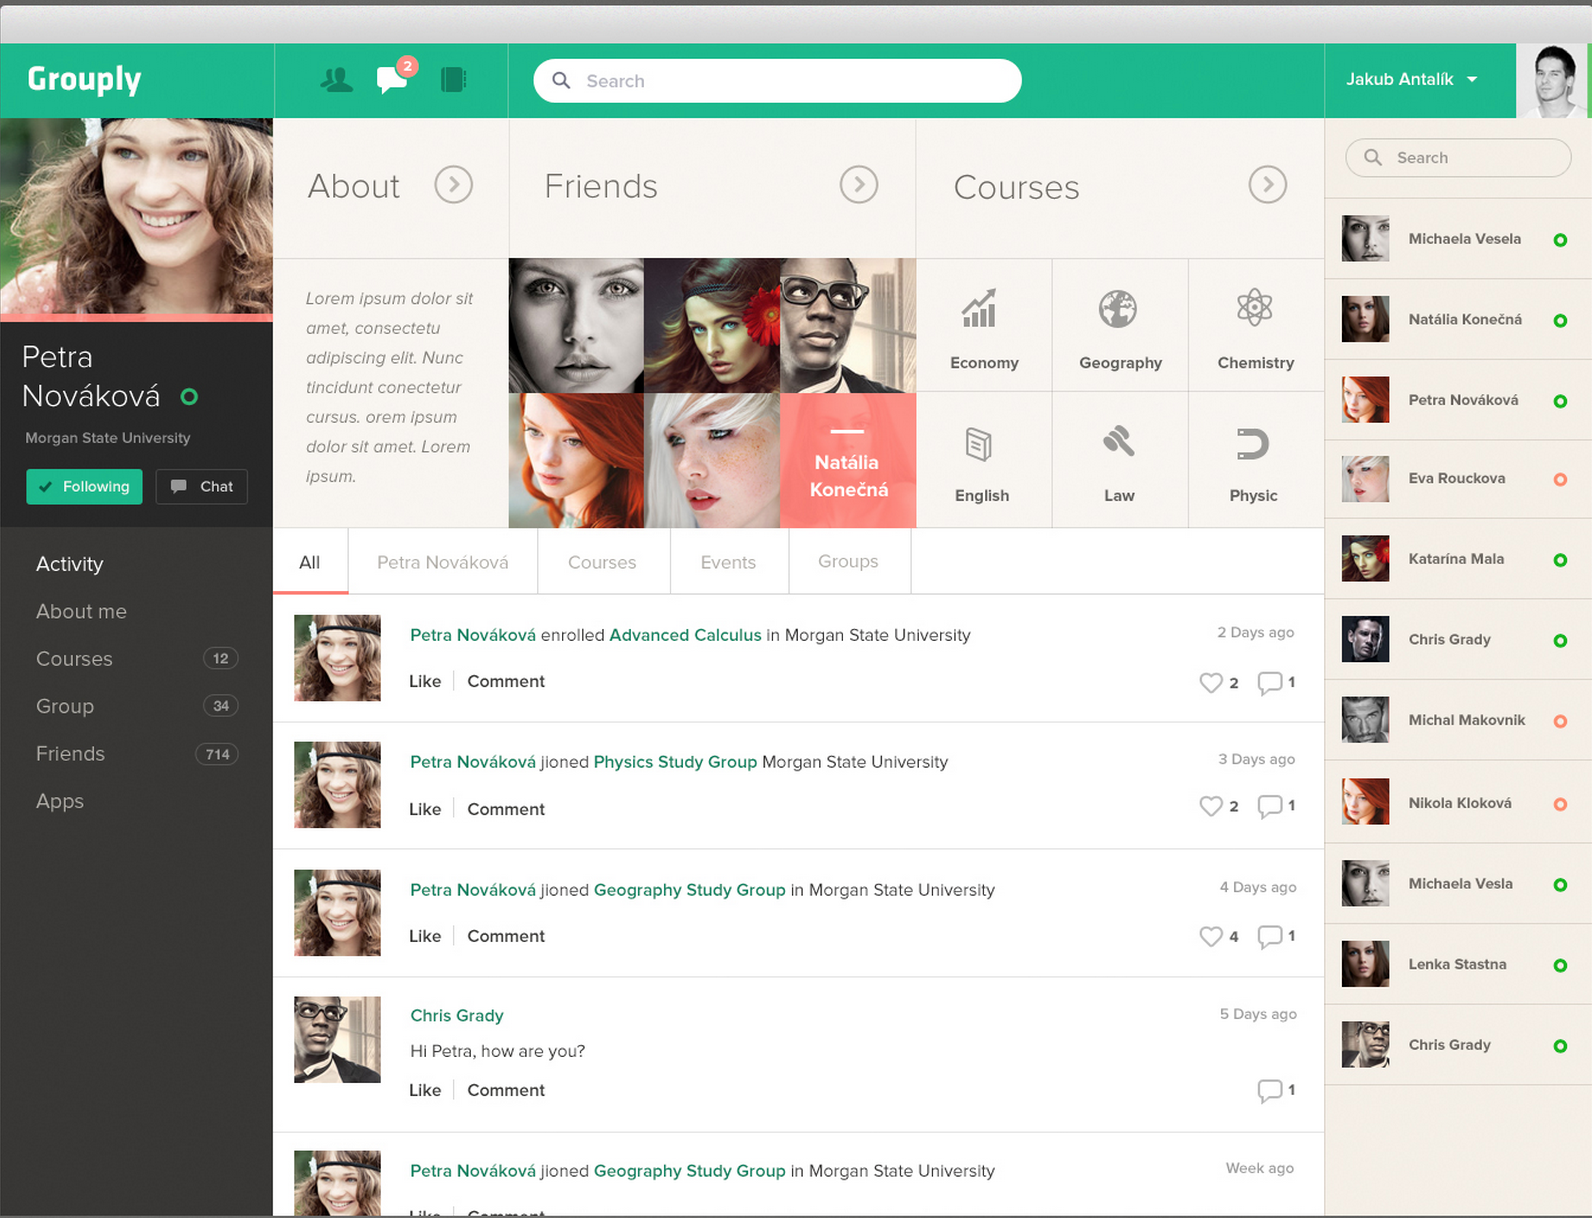 Grouply
2
Search
Jakub Antalík
Petra
Nováková
Morgan State University
Following
Chat
Activity
About me
Courses 12
Group 34
Friends 714
Apps
About
Friends
Courses
Lorem ipsum dolor sit
amet, consectetu
adipiscing elit. Nunc
tincidunt conectetur
cursus. orem ipsum
dolor sit amet. Lorem
ipsum.
Natália
Konečná
Economy
Geography
Chemistry
English
Law
Physic
All
Petra Nováková
Courses
Events
Groups
Petra Nováková enrolled Advanced Calculus in Morgan State University
2 Days ago
Like Comment
2 1
Petra Nováková jioned Physics Study Group Morgan State University
3 Days ago
Like Comment
2 1
Petra Nováková jioned Geography Study Group in Morgan State University
4 Days ago
Like Comment
4 1
Chris Grady
5 Days ago
Hi Petra, how are you?
Like Comment
1
Petra Nováková jioned Geography Study Group in Morgan State University
Week ago
Like Comment
Search
Michaela Vesela
Natália Konečná
Petra Nováková
Eva Rouckova
Katarína Mala
Chris Grady
Michal Makovnik
Nikola Kloková
Michaela Vesla
Lenka Stastna
Chris Grady